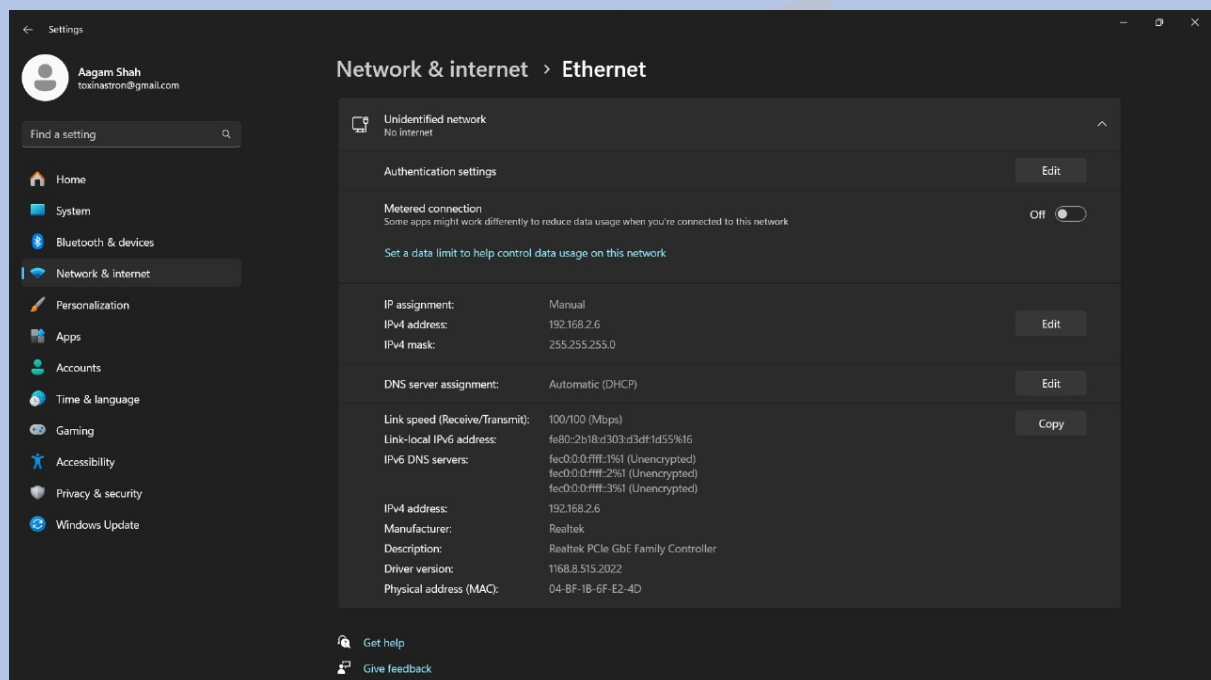 Settings
Aagam Shah
toxinastron@gmail.com
Find a setting
Home
System
Bluetooth & devices
Network & internet
Personalization
Apps
Accounts
Time & language
Gaming
Accessibility
Privacy & security
Windows Update
Network & internet > Ethernet
Unidentified network
No internet
Authentication settings
Edit
Metered connection
Some apps might work differently to reduce data usage when you're connected to this network
Off
Set a data limit to help control data usage on this network
IP assignment: Manual
IPv4 address: 192.168.2.6
Edit
IPv4 mask: 255.255.255.0
DNS server assignment: Automatic (DHCP)
Edit
Link speed (Receive/Transmit): 100/100 (Mbps)
Copy
Link-local IPv6 address: fe80::2b18:d303:d3df:1d55%16
IPv6 DNS servers: fec0:0:0:ffff::1%1 (Unencrypted)
fec0:0:0:ffff::2%1 (Unencrypted)
fec0:0:0:ffff::3%1 (Unencrypted)
IPv4 address: 192.168.2.6
Manufacturer: Realtek
Description: Realtek PCIe GbE Family Controller
Driver version: 1168.8.515.2022
Physical address (MAC): 04-BF-1B-6F-E2-4D
Get help
Give feedback